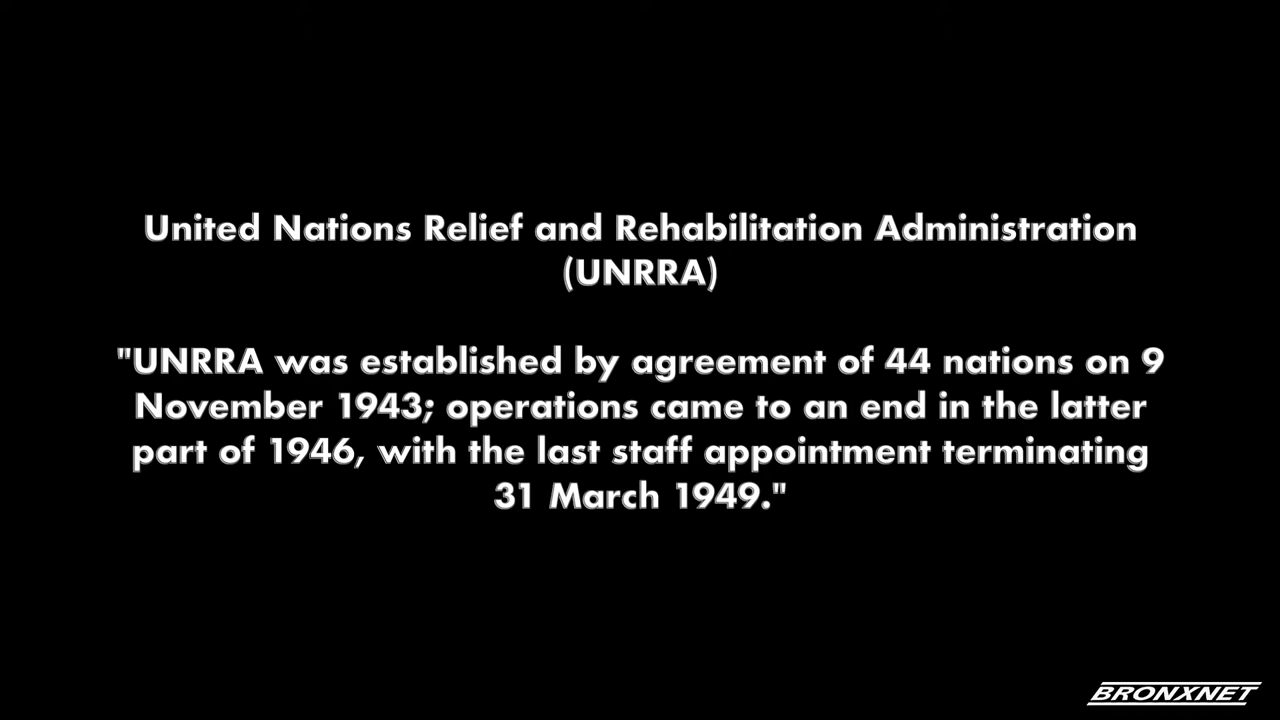 United Nations Relief and Rehabilitation Administration
(UNRRA)
"UNRRA was established by agreement of 44 nations on 9
November 1943; operations came to an end in the latter
part of 1946, with the last staff appointment terminating
31 March 1949."
BRONXNET